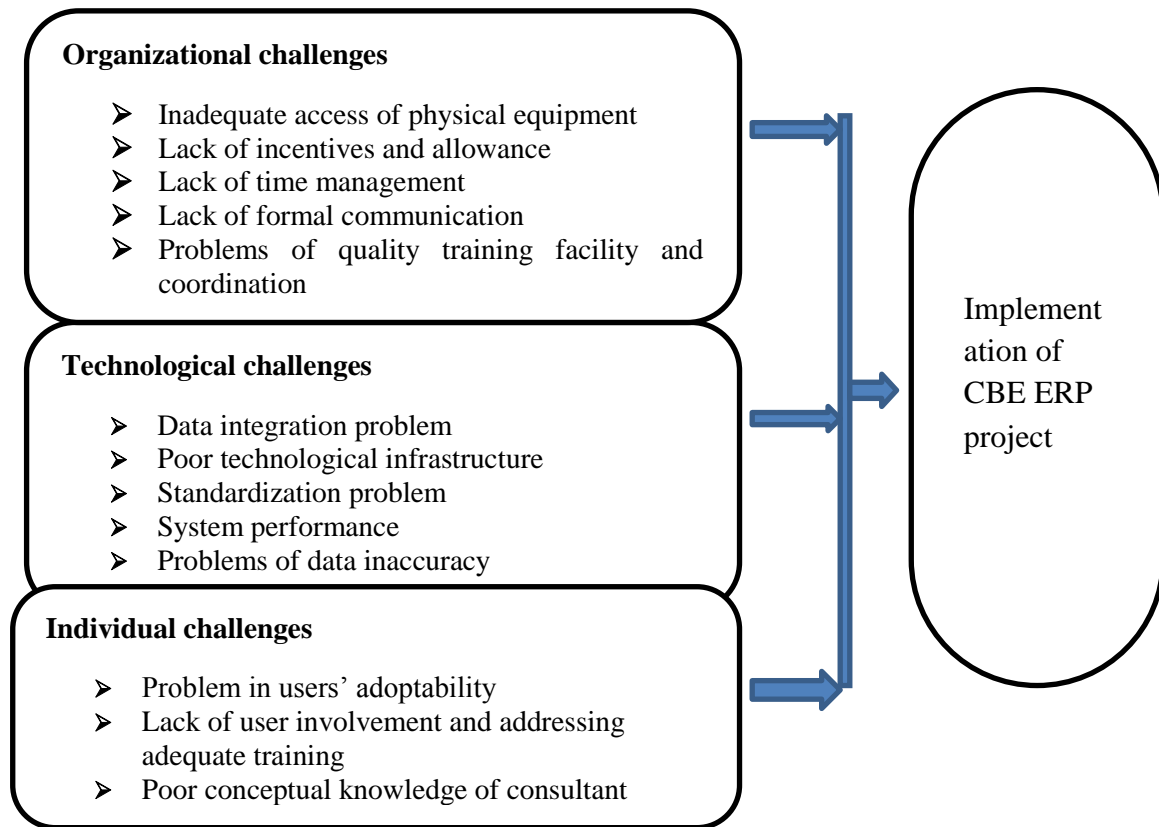 Organizational challenges
➢ Inadequate access of physical equipment
➢ Lack of incentives and allowance
➢ Lack of time management
➢ Lack of formal communication
➢ Problems of quality training facility and
coordination
Technological challenges
➢ Data integration problem
➢ Poor technological infrastructure
➢ Standardization problem
➢ System performance
➢ Problems of data inaccuracy
Individual challenges
➢ Problem in users’ adoptability
➢ Lack of user involvement and addressing
adequate training
➢ Poor conceptual knowledge of consultant
Implement
ation of
CBE ERP
project